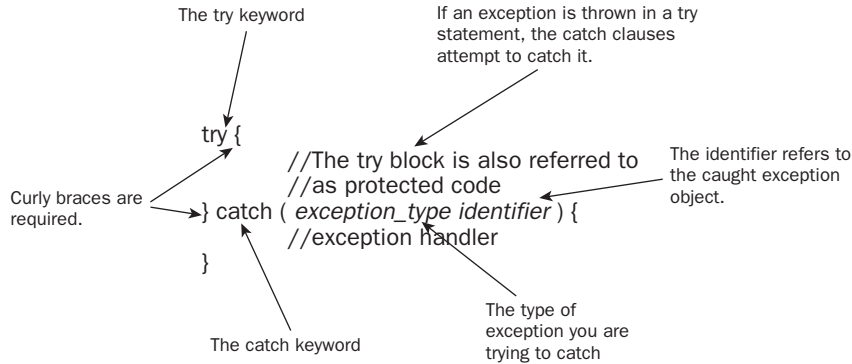 The try keyword
If an exception is thrown in a try
statement, the catch clauses
attempt to catch it.
try {
//The try block is also referred to
//as protected code
The identifier refers to
the caught exception
object.
Curly braces are
required.
} catch ( exception_type identifier ) {
//exception handler
}
The catch keyword
The type of
exception you are
trying to catch